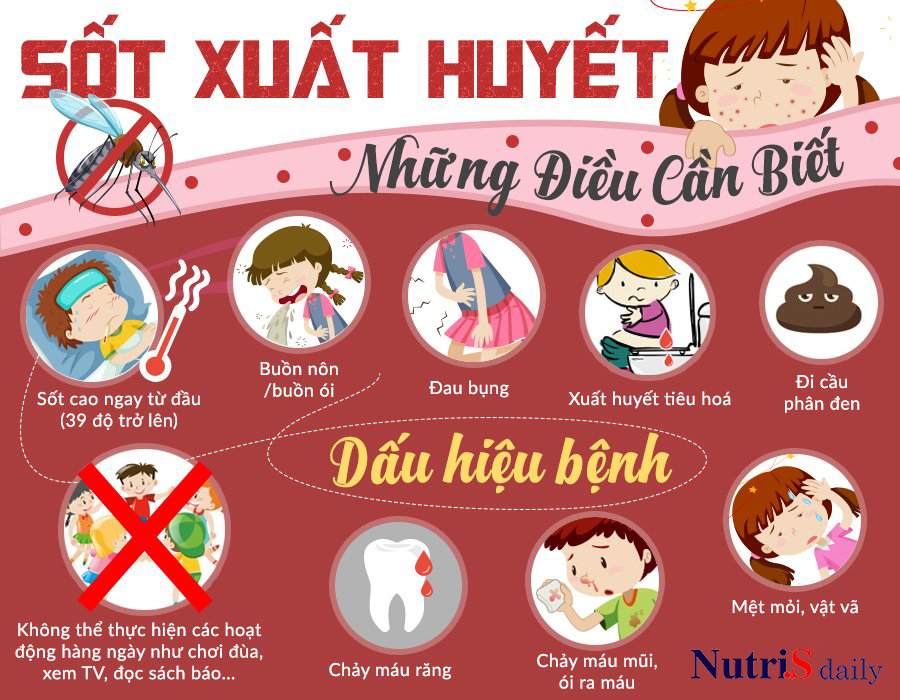 SỐT XUẤT HUYẾT
Những Điều Cần Biết
Sốt cao ngay từ đầu
(39 độ trở lên)
Buồn nôn
/buồn ói
Đau bụng
Xuất huyết tiêu hoá
Đi cầu
phân đen
Dấu hiệu bệnh
Không thể thực hiện các hoạt
động hàng ngày như chơi đùa,
xem TV, đọc sách báo...
Chảy máu răng
Chảy máu mũi,
ói ra máu
Mệt mỏi, vật vã
Nutri.S daily